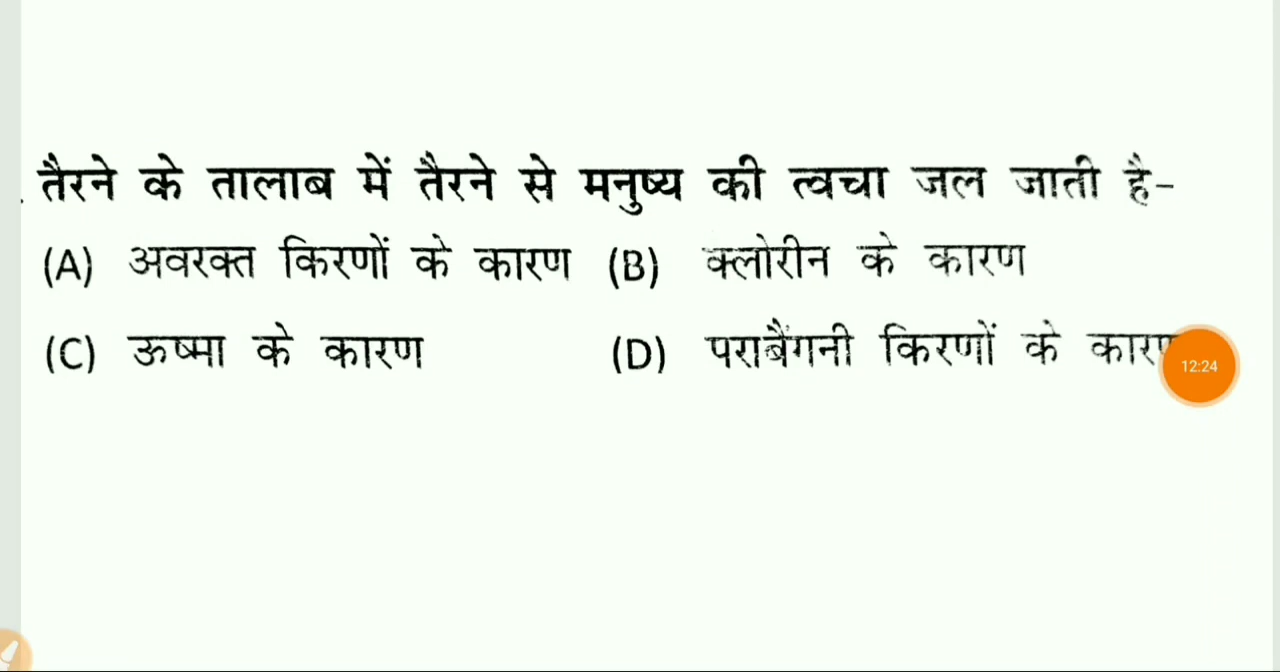 तैरने के तालाब में तैरने से मनुष्य की त्वचा जल जाती है-
(A) अवरक्त किरणों के कारण (B) क्लोरीन के कारण
(C) ऊष्मा के कारण (D) पराबैंगनी किरणों के
12:24